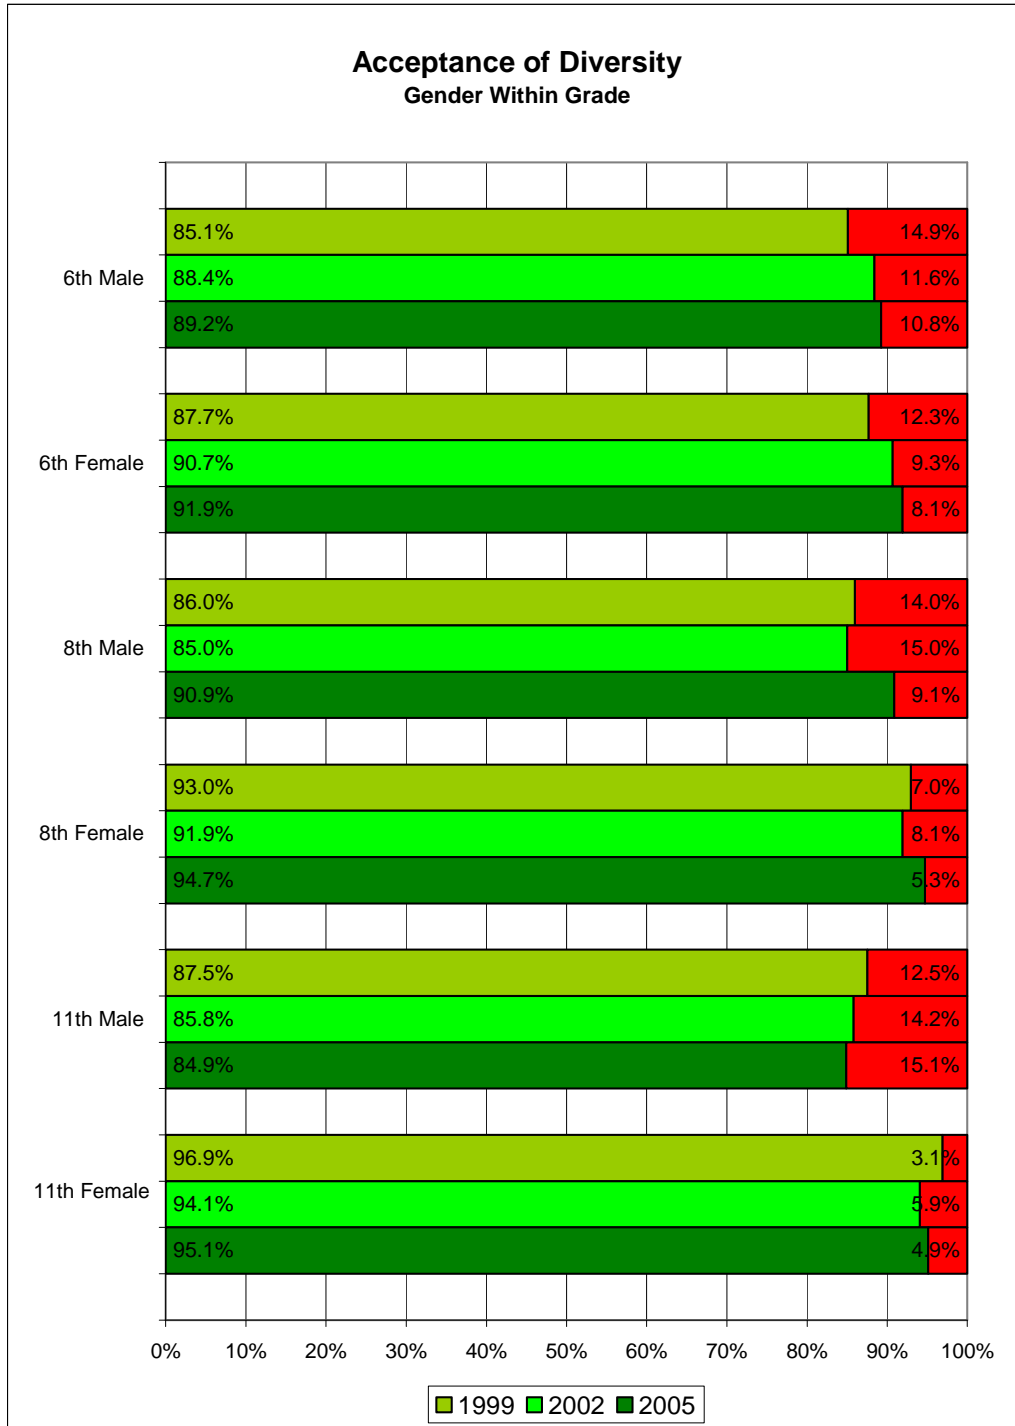 Acceptance of Diversity
Gender Within Grade
85.1% 14.9%
6th Male 88.4% 11.6%
89.2% 10.8%
87.7% 12.3%
6th Female 90.7% 9.3%
91.9% 8.1%
86.0% 14.0%
8th Male 85.0% 15.0%
90.9% 9.1%
93.0% 7.0%
8th Female 91.9% 8.1%
94.7% 5.3%
87.5% 12.5%
11th Male 85.8% 14.2%
84.9% 15.1%
96.9% 3.1%
11th Female 94.1% 5.9%
95.1% 4.9%
0% 10% 20% 30% 40% 50% 60% 70% 80% 90% 100%
1999 2002 2005